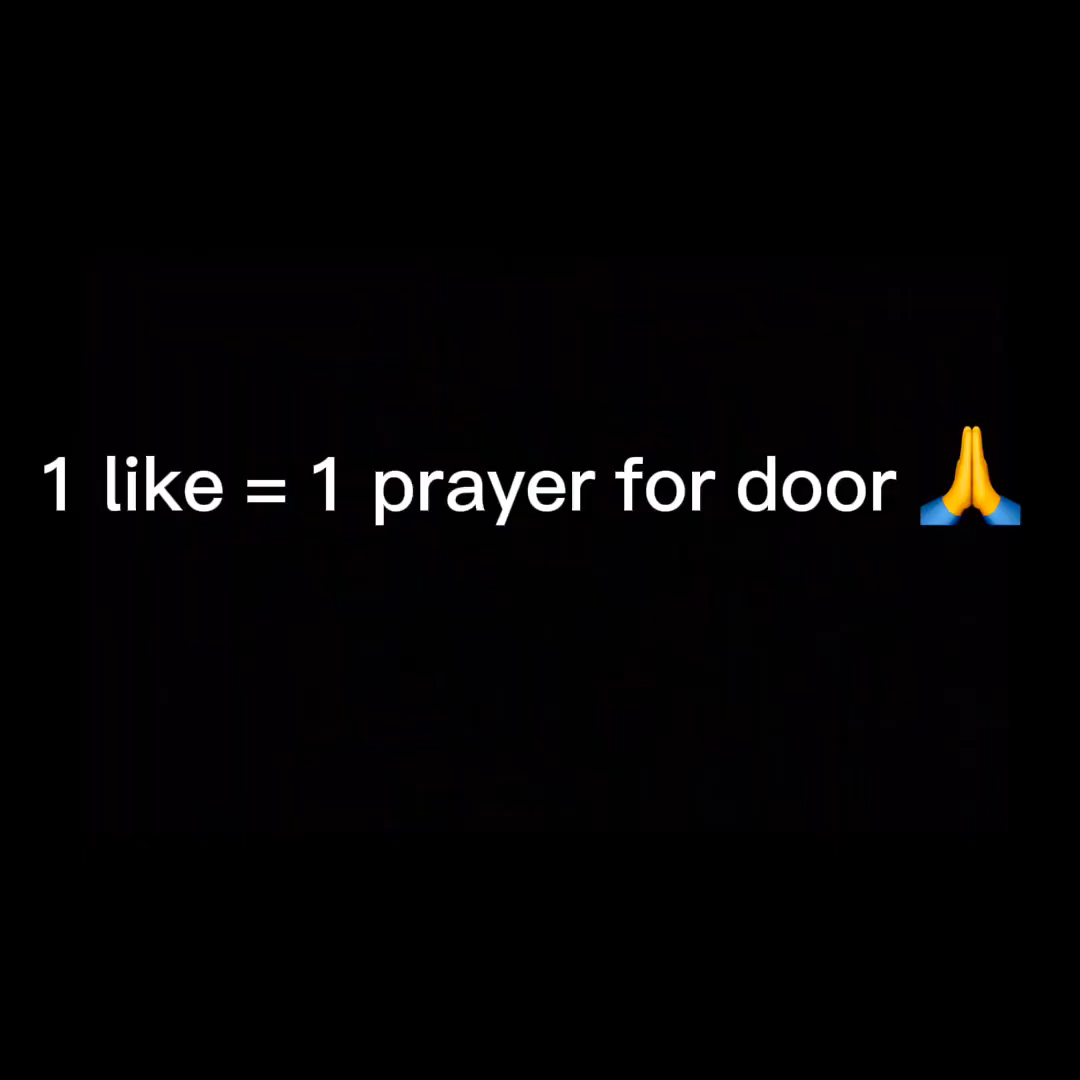 1 like = 1 prayer for door 🙏